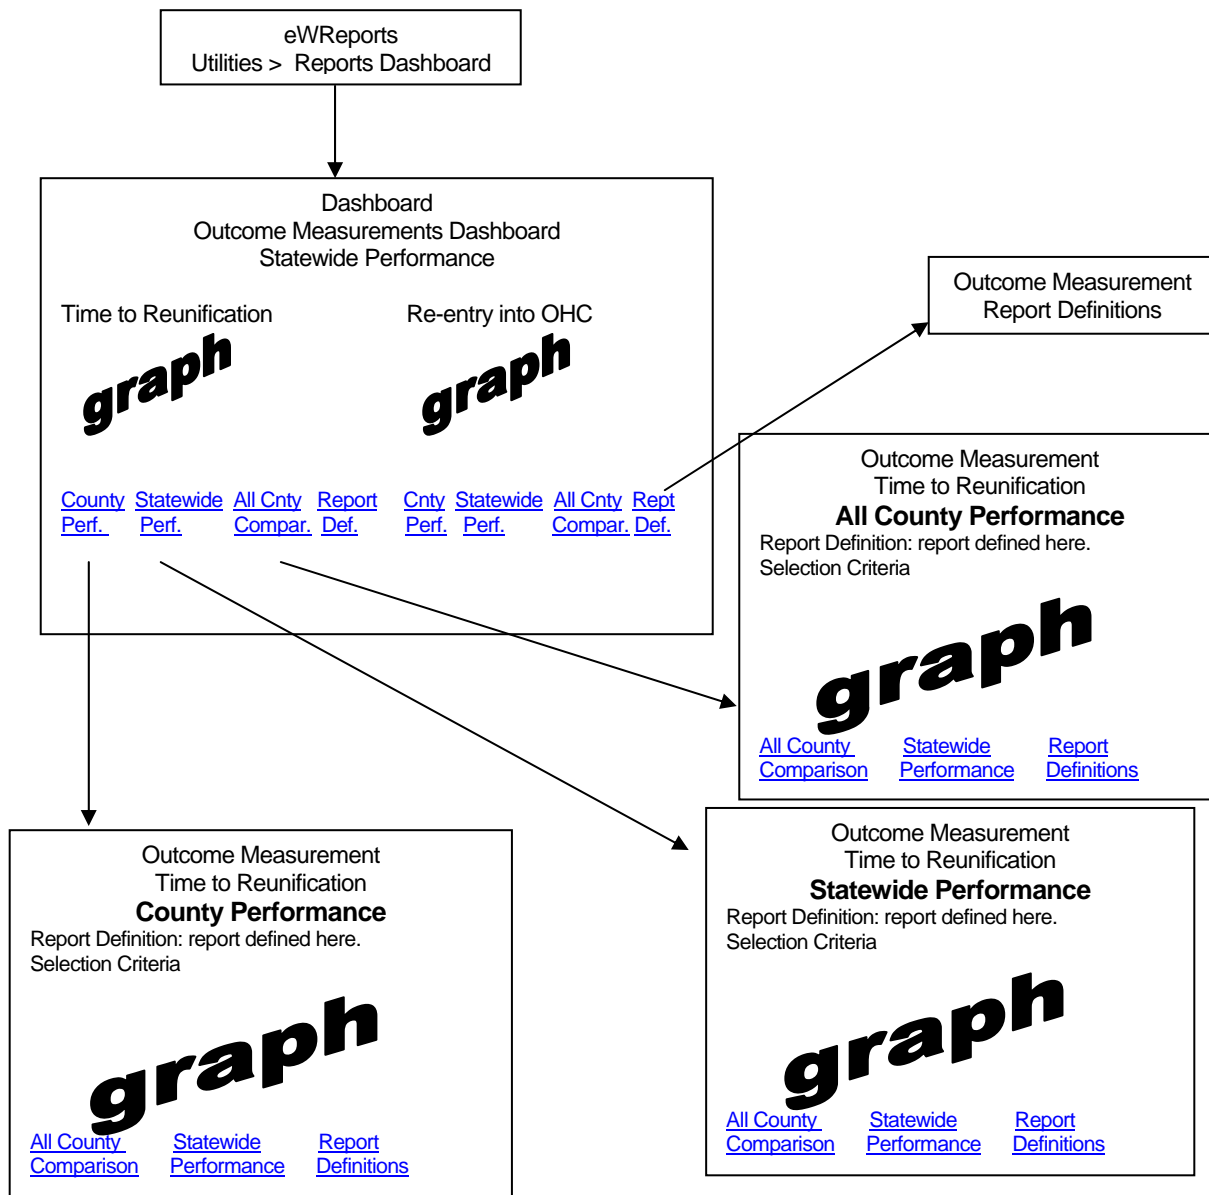 eWReports
Utilities > Reports Dashboard
Dashboard
Outcome Measurements Dashboard
Statewide Performance
Time to Reunification
Re-entry into OHC
graph
graph
County Statewide All Cnty Report
Perf. Perf. Compar. Def.
Cnty Statewide All Cnty Rept
Perf. Perf. Compar. Def.
Outcome Measurement
Report Definitions
Outcome Measurement
Time to Reunification
All County Performance
Report Definition: report defined here.
Selection Criteria
graph
All County Statewide Report
Comparison Performance Definitions
Outcome Measurement
Time to Reunification
County Performance
Report Definition: report defined here.
Selection Criteria
graph
All County Statewide Report
Comparison Performance Definitions
Outcome Measurement
Time to Reunification
Statewide Performance
Report Definition: report defined here.
Selection Criteria
graph
All County Statewide Report
Comparison Performance Definitions